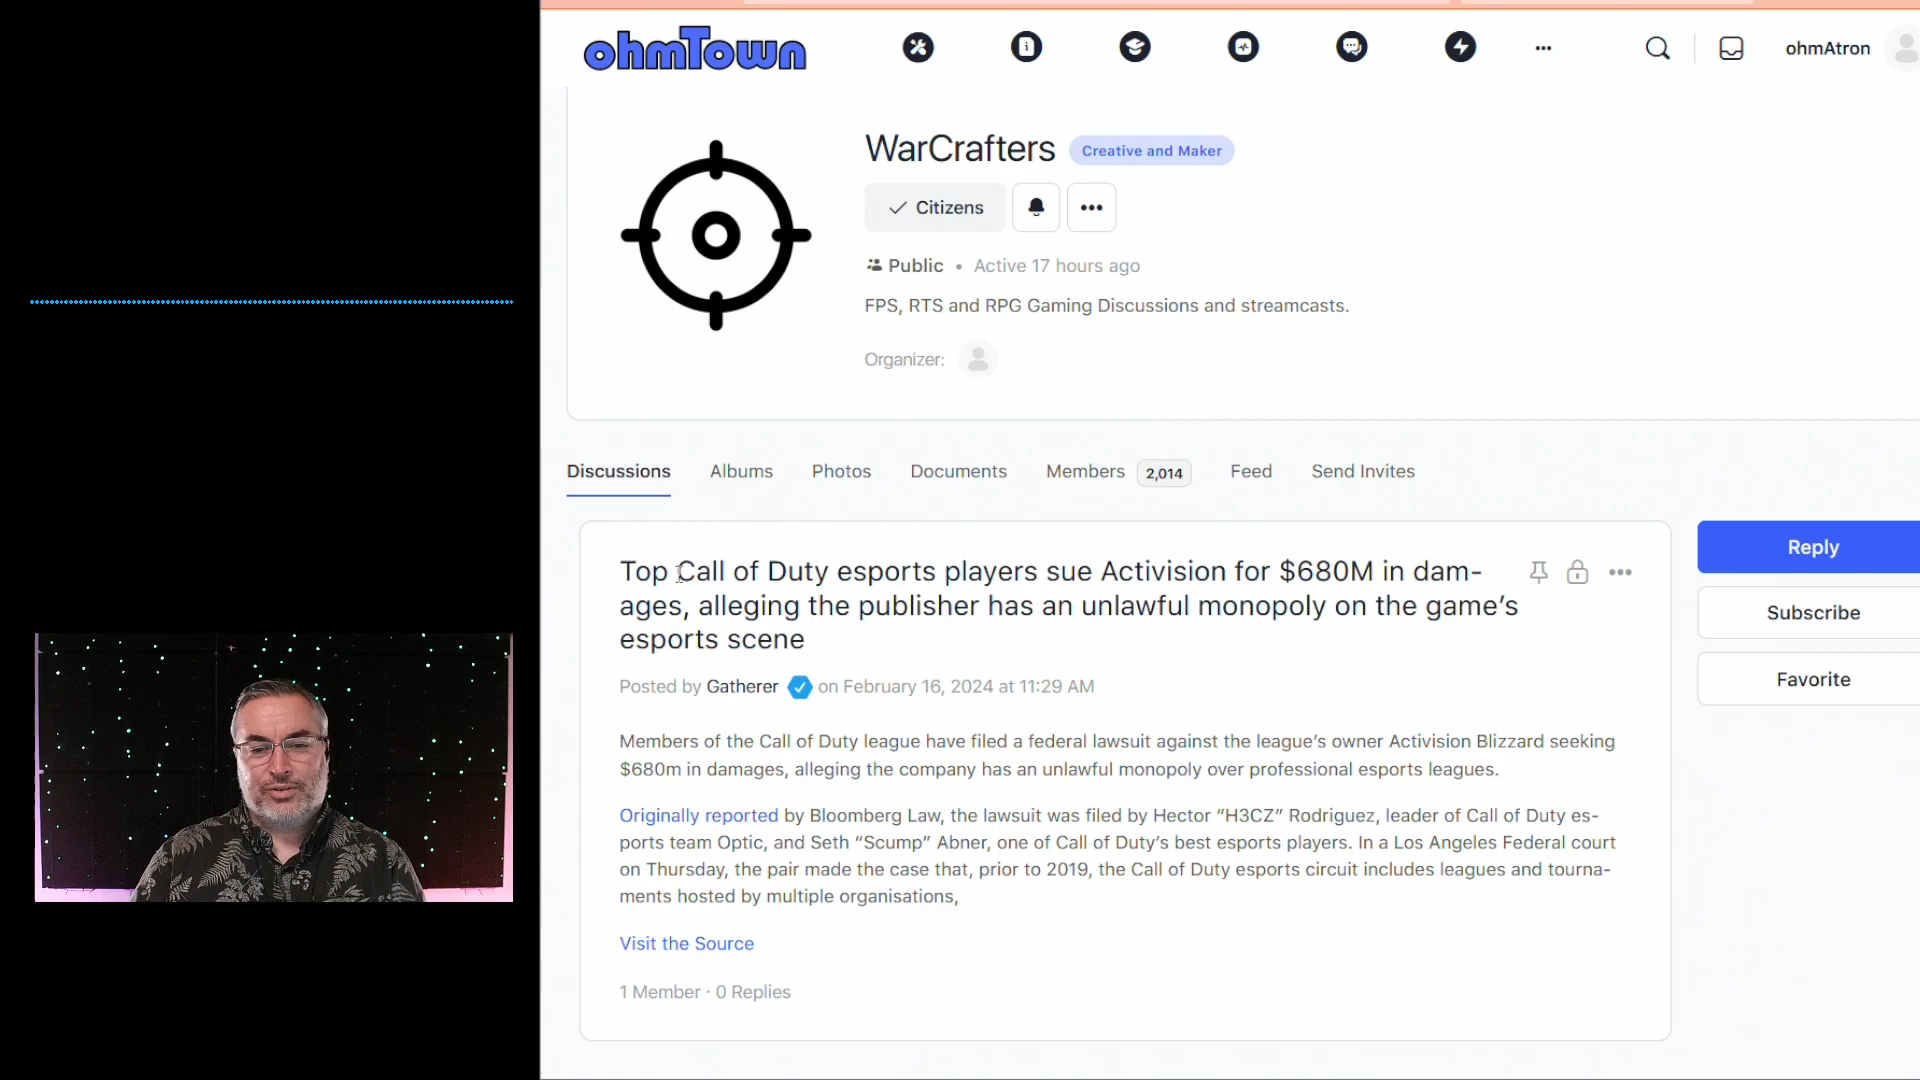 ohmTown
ohmAtron
WarCrafters
Creative and Maker
Citizens
Public • Active 17 hours ago
FPS, RTS and RPG Gaming Discussions and streamcasts.
Organizer:
Discussions Albums Photos Documents Members 2,014 Feed Send Invites
Top Call of Duty esports players sue Activision for $680M in dam-
ages, alleging the publisher has an unlawful monopoly on the game’s
esports scene
Posted by Gatherer on February 16, 2024 at 11:29 AM
Members of the Call of Duty league have filed a federal lawsuit against the league’s owner Activision Blizzard seeking
$680m in damages, alleging the company has an unlawful monopoly over professional esports leagues.
Originally reported by Bloomberg Law, the lawsuit was filed by Hector “H3CZ” Rodriguez, leader of Call of Duty es-
ports team Optic, and Seth “Scump” Abner, one of Call of Duty’s best esports players. In a Los Angeles Federal court
on Thursday, the pair made the case that, prior to 2019, the Call of Duty esports circuit includes leagues and tourna-
ments hosted by multiple organisations,
Visit the Source
1 Member · 0 Replies
Reply
Subscribe
Favorite